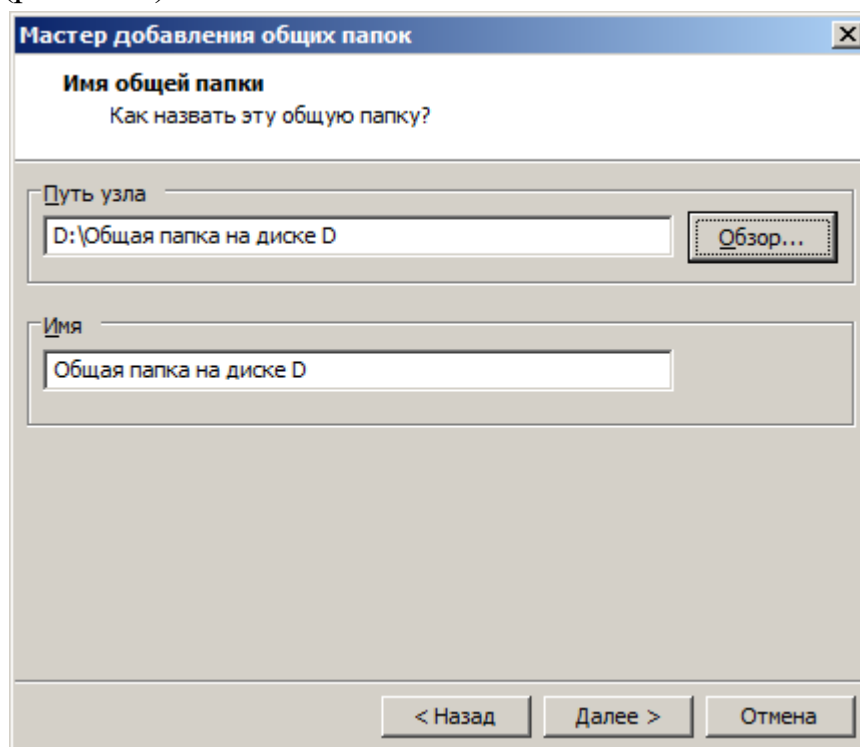 Мастер добавления общих папок
Имя общей папки
Как назвать эту общую папку?
Путь узла
D:\Общая папка на диске D
Обзор...
Имя
Общая папка на диске D
< Назад
Далее >
Отмена